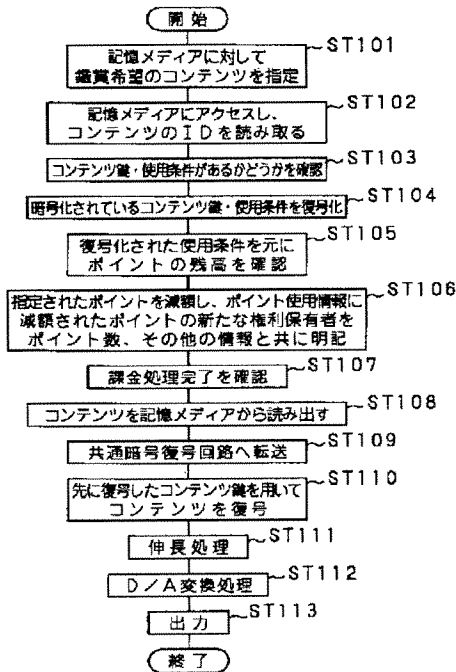 開始
ST101
記憶メディアに対して
鑑賞希望のコンテンツを指定
ST102
記憶メディアにアクセスし、
コンテンツのIDを読み取る
ST103
コンテンツ鍵・使用条件があるかどうかを確認
ST104
暗号化されているコンテンツ鍵・使用条件を復号化
ST105
復号化された使用条件を元に
ポイントの残高を確認
ST106
指定されたポイントを減額し、ポイント使用情報に
減額されたポイントの新たな権利保有者を
ポイント数、その他の情報と共に明記
ST107
課金処理完了を確認
ST108
コンテンツを記憶メディアから読み出す
ST109
共通暗号復号回路へ転送
ST110
先に復号したコンテンツ鍵を用いて
コンテンツを復号
ST111
伸長処理
ST112
D/A変換処理
ST113
出力
終了